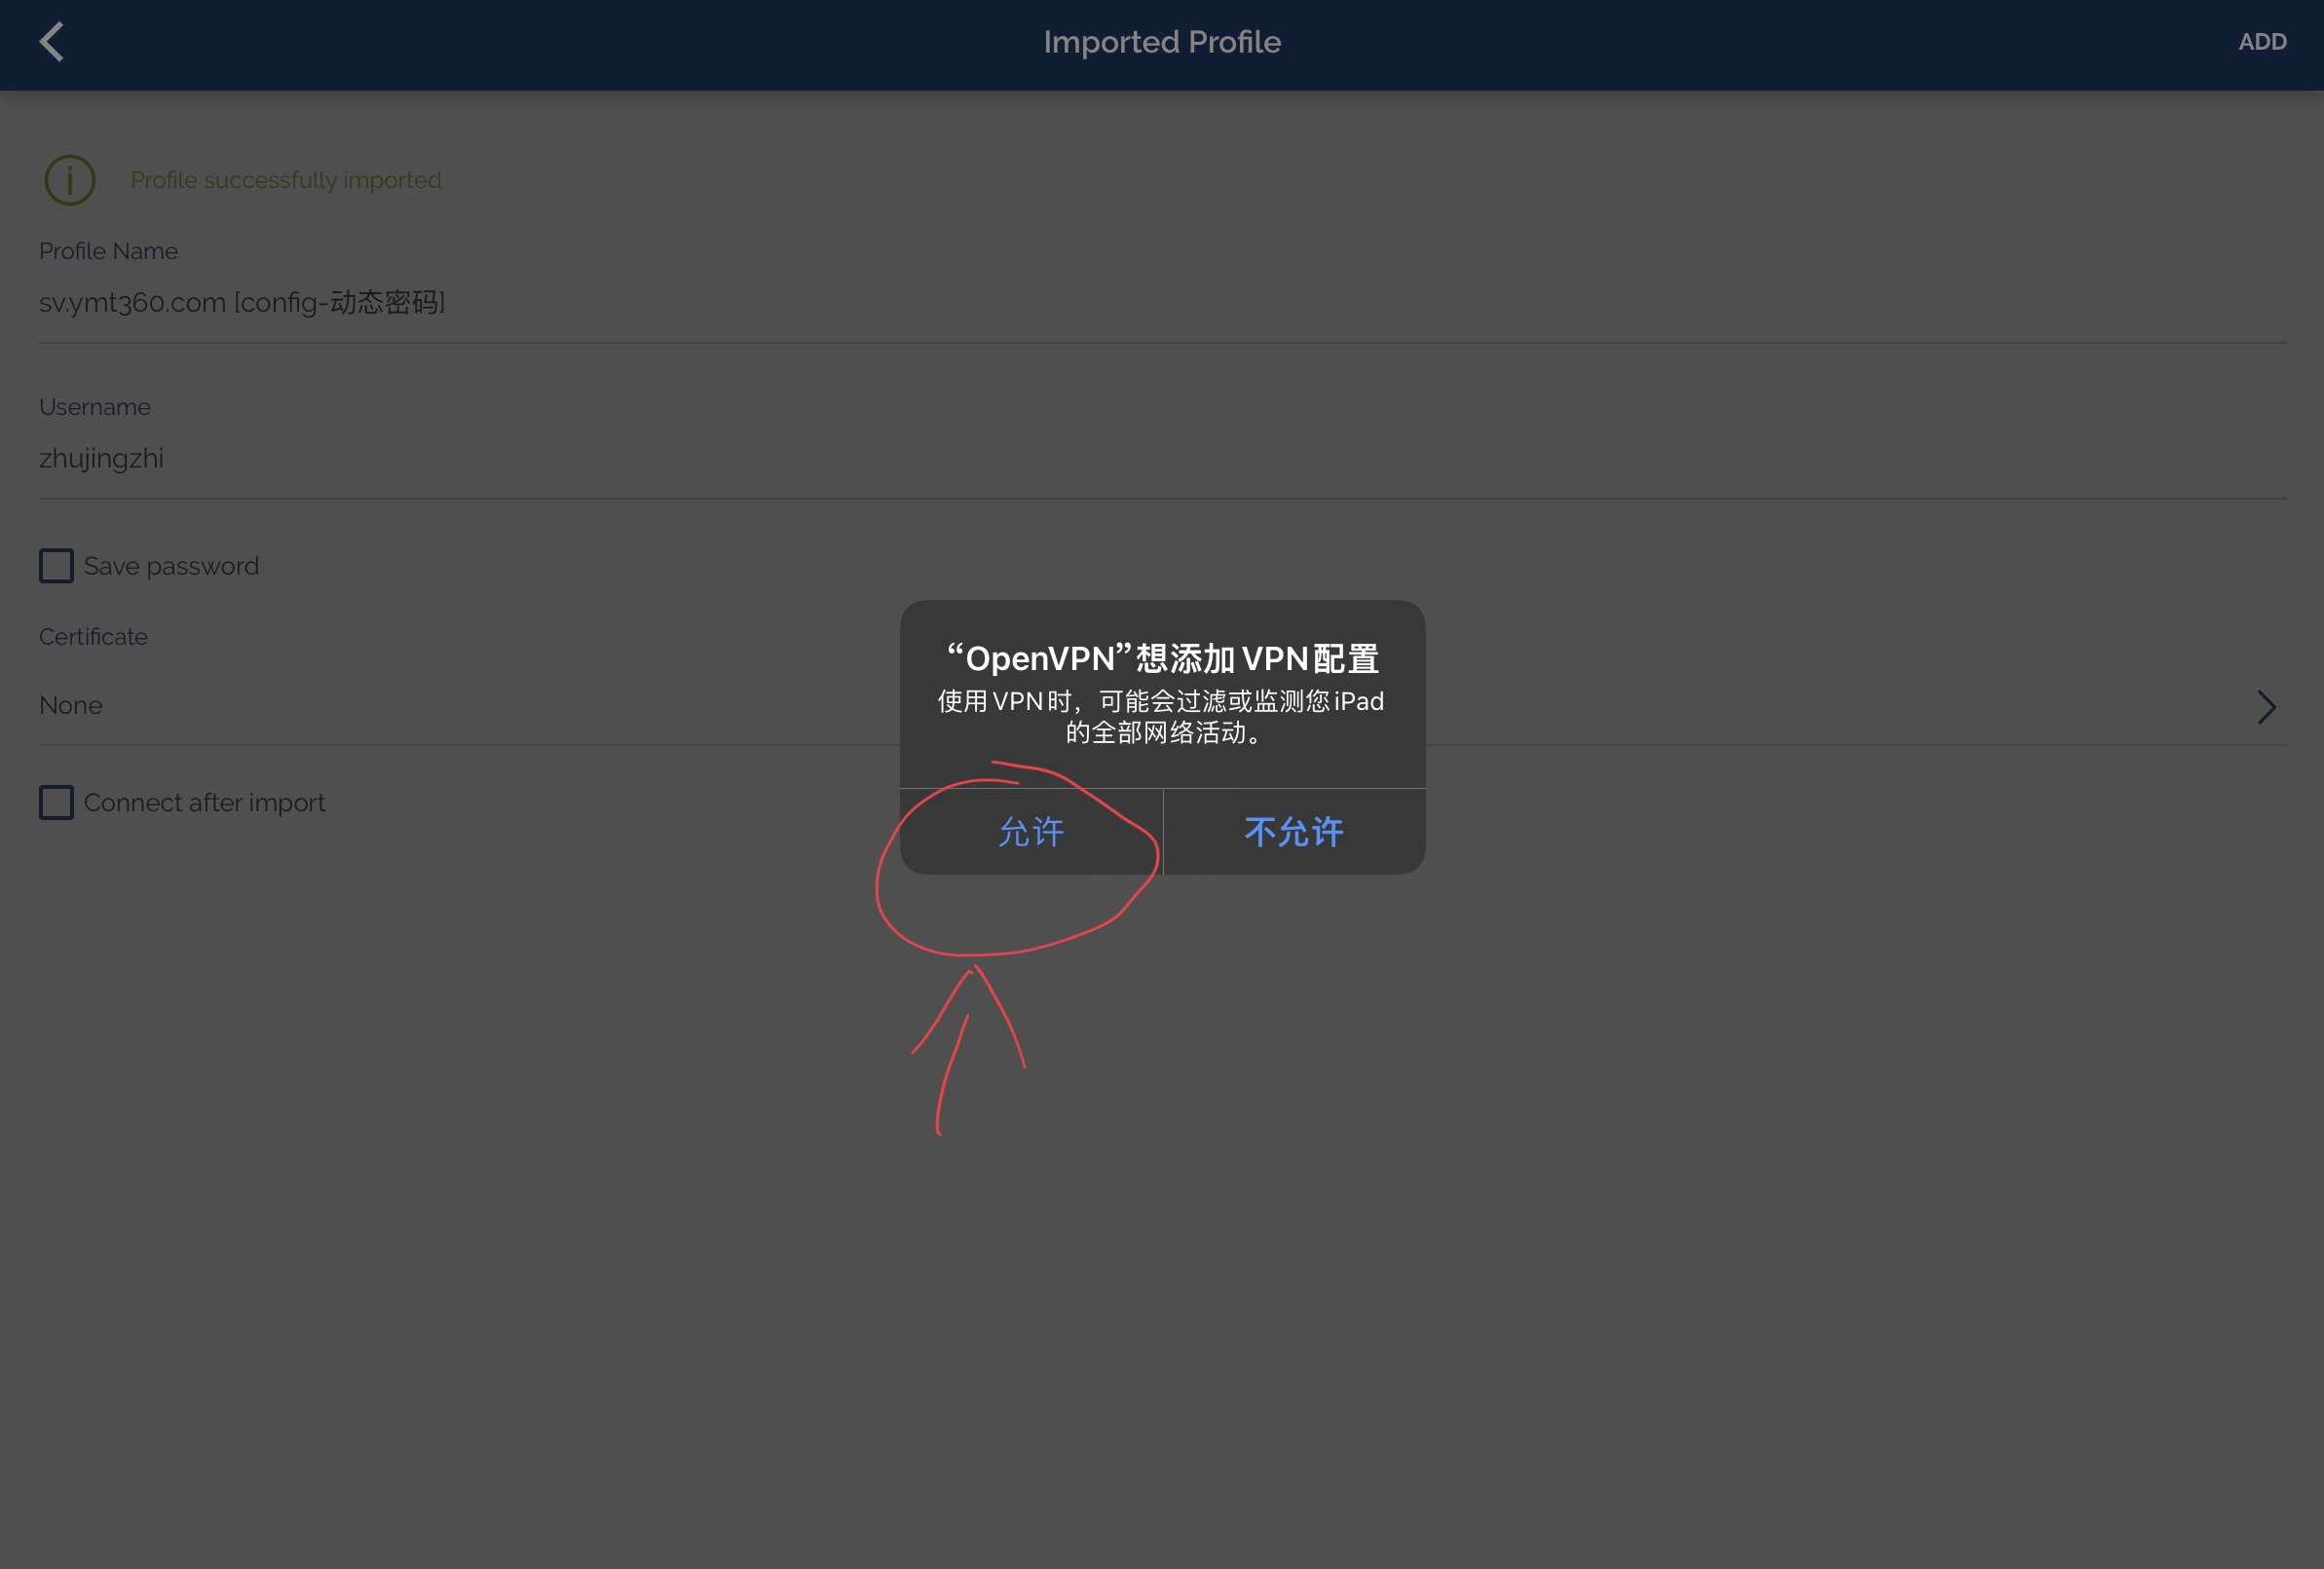 Imported Profile
ADD
Profile successfully imported
Profile Name
sv.ymt360.com [config-动态密码]
Username
zhujingzhi
Save password
Certificate
None
Connect after import
“OpenVPN”想添加 VPN 配置
使用 VPN 时，可能会过滤或监测您 iPad
的全部网络活动。
允许
不允许